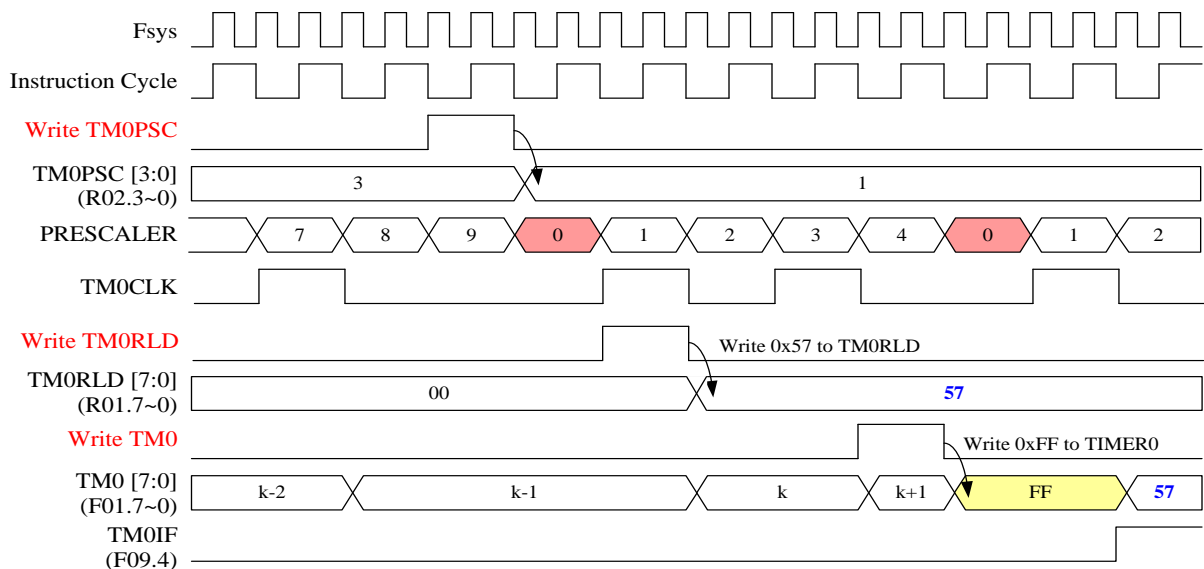 Fsys
Instruction Cycle
Write TM0PSC
TM0PSC [3:0]
(R02.3~0)
3 1
PRESCALER
7 8 9 0 1 2 3 4 0 1 2
TM0CLK
Write TM0RLD
Write 0x57 to TM0RLD
TM0RLD [7:0]
(R01.7~0)
00 57
Write TM0
Write 0xFF to TIMER0
TM0 [7:0]
(F01.7~0)
k-2 k-1 k k+1 FF 57
TM0IF
(F09.4)